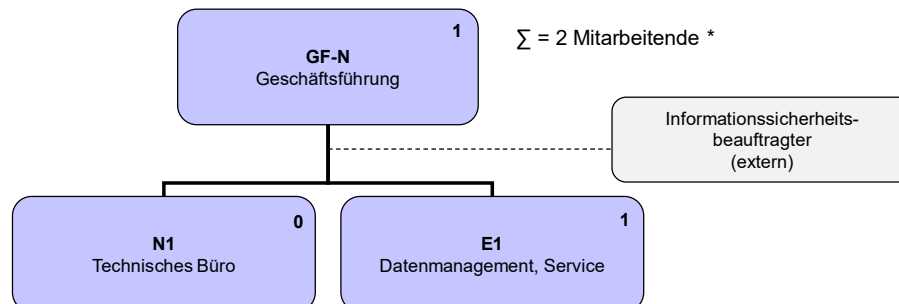 1
∑ = 2 Mitarbeitende *
GF-N
Geschäftsführung
Informationssicherheits-
beauftragter
(extern)
0
N1
Technisches Büro
1
E1
Datenmanagement, Service